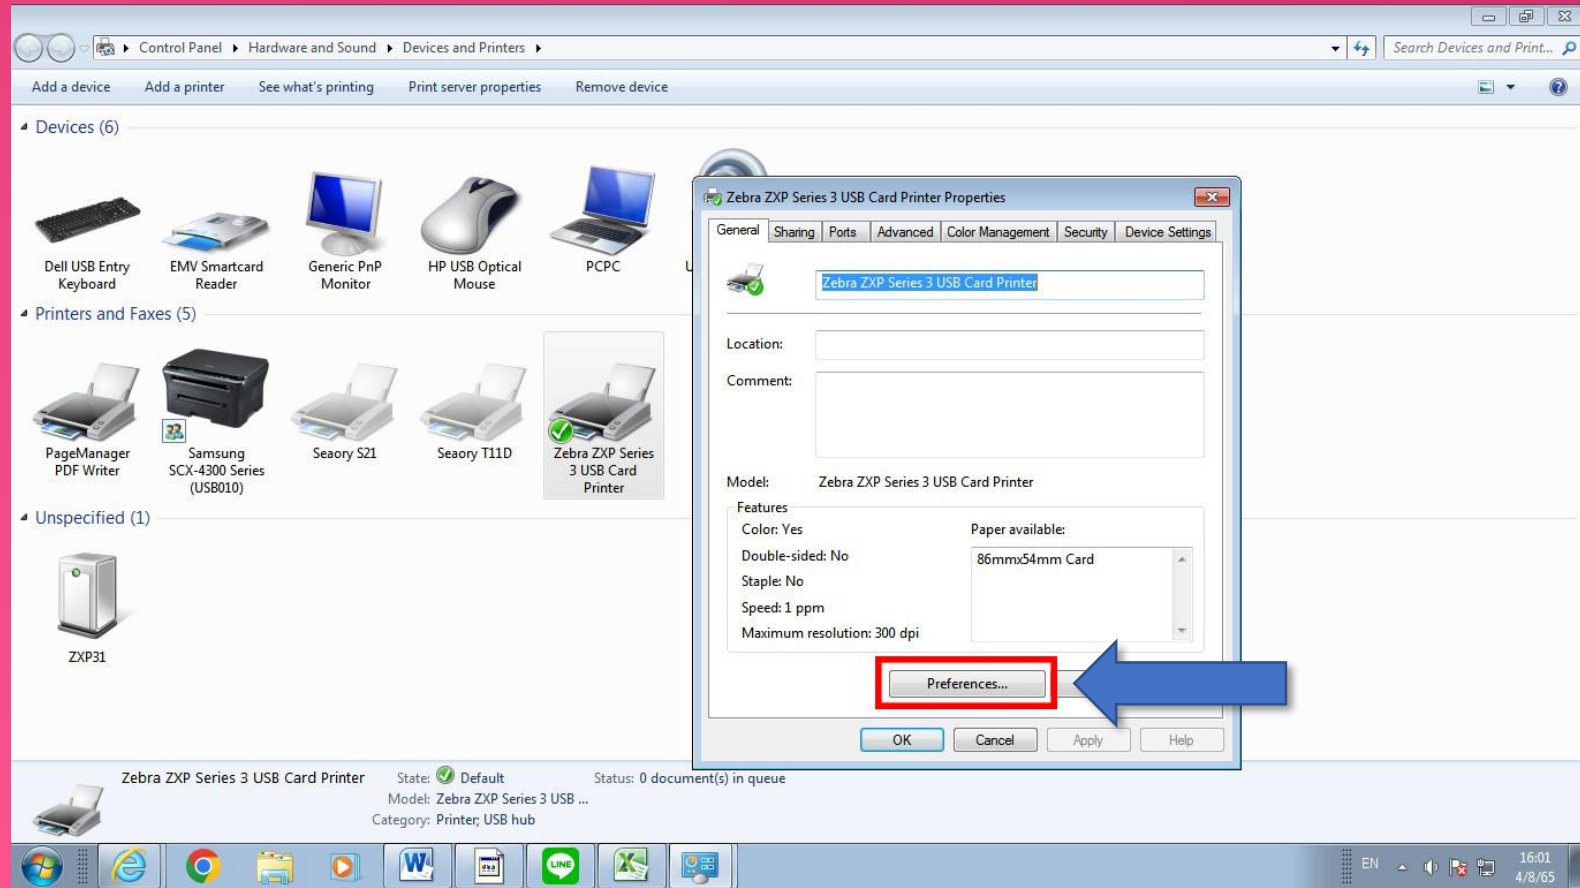 Control Panel
Hardware and Sound
Devices and Printers
Search Devices and Print...
Add a device
Add a printer
See what's printing
Print server properties
Remove device
Devices (6)
Dell USB Entry
Keyboard
EMV Smartcard
Reader
Generic PnP
Monitor
HP USB Optical
Mouse
PCPC
U
Printers and Faxes (5)
PageManager
PDF Writer
Samsung
SCX-4300 Series
(USB010)
Seaory S21
Seaory T11D
Zebra ZXP Series
3 USB Card
Printer
Unspecified (1)
ZXP31
Zebra ZXP Series 3 USB Card Printer Properties
General
Sharing
Ports
Advanced
Color Management
Security
Device Settings
Zebra ZXP Series 3 USB Card Printer
Location:
Comment:
Model: Zebra ZXP Series 3 USB Card Printer
Features
Color: Yes
Double-sided: No
Staple: No
Speed: 1 ppm
Maximum resolution: 300 dpi
Paper available:
86mmx54mm Card
Preferences...
OK
Cancel
Apply
Help
Zebra ZXP Series 3 USB Card Printer
State: Default
Model: Zebra ZXP Series 3 USB ...
Category: Printer; USB hub
Status: 0 document(s) in queue
LINE
EN
16:01
4/8/65